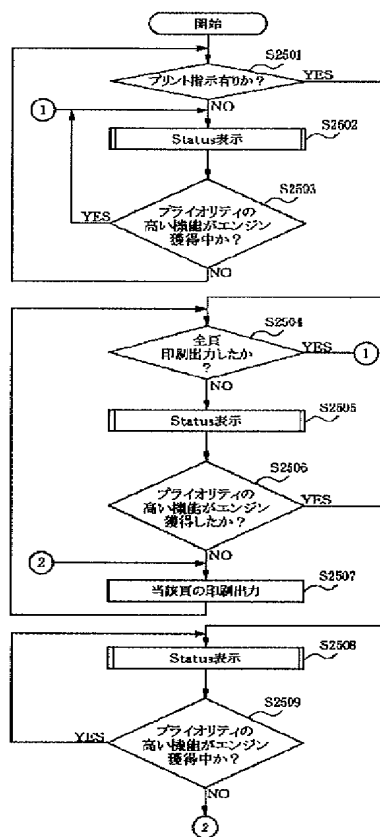 開始
S2501
プリント指示有りか?
YES
NO
①
S2502
Status表示
S2503
プライオリティの
高い機能がエンジン
獲得中か?
YES
NO
S2504
全頁
印刷出力したか
?
YES
①
NO
S2505
Status表示
S2506
プライオリティの
高い機能がエンジン
獲得したか?
YES
NO
②
S2507
当該頁の印刷出力
S2508
Status表示
S2509
プライオリティの
高い機能がエンジン
獲得中か?
YES
NO
②